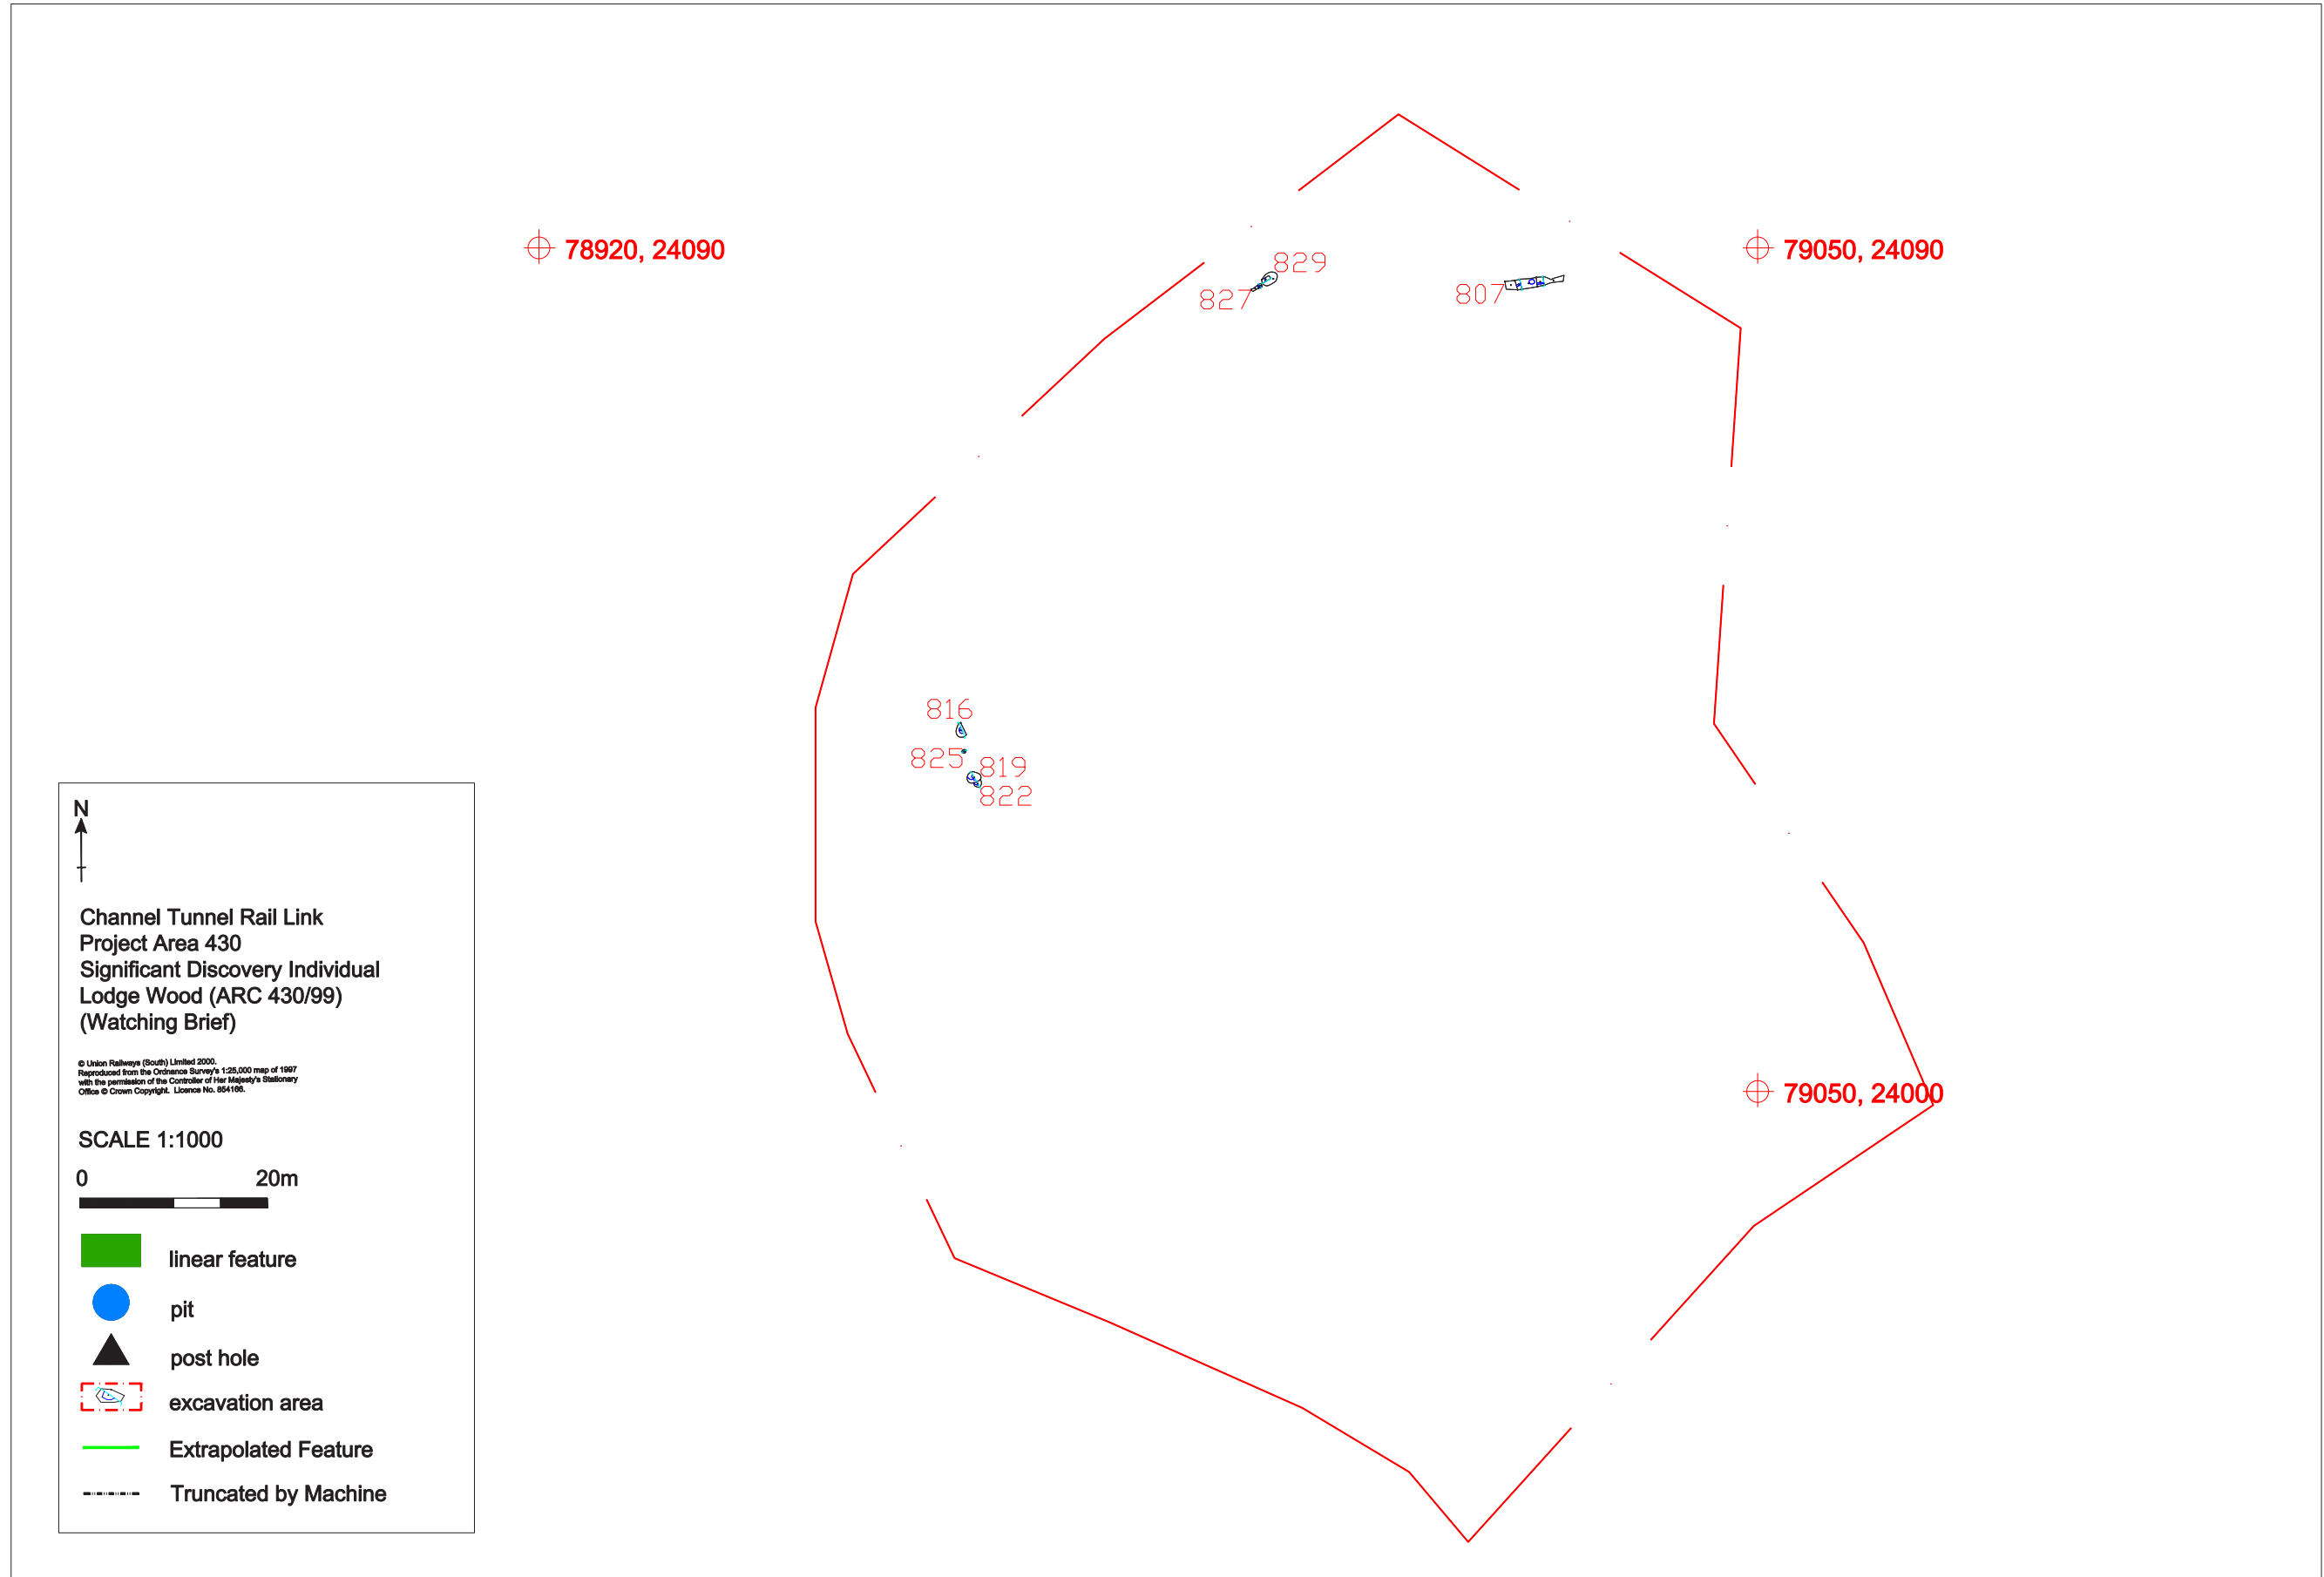 78920, 24090
79050, 24090
829
827
807
816
825
819
822
N
Channel Tunnel Rail Link
Project Area 430
Significant Discovery Individual
Lodge Wood (ARC 430/99)
(Watching Brief)
© Union Railways (South) Limited 2000.
Reproduced from the Ordnance Survey's 1:25,000 map of 1997
with the permission of the Controller of Her Majesty's Stationary
Office © Crown Copyright. Licence No. 854166.
79050, 24000
SCALE 1:1000
0 20m
linear feature
pit
post hole
excavation area
Extrapolated Feature
Truncated by Machine